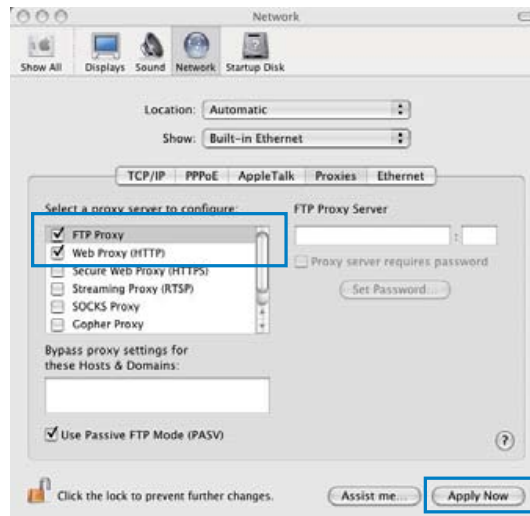 Network
Show All Displays Sound Network Startup Disk
Location: Automatic
Show: Built-in Ethernet
TCP/IP PPPoE AppleTalk Proxies Ethernet
Select a proxy server to configure: FTP Proxy Server
FTP Proxy :
Web Proxy (HTTP) Proxy server requires password
Secure Web Proxy (HTTPS)
Streaming Proxy (RTSP) Set Password...
SOCKS Proxy
Gopher Proxy
Bypass proxy settings for
these Hosts & Domains:
Use Passive FTP Mode (PASV) ?
Click the lock to prevent further changes. Assist me... Apply Now